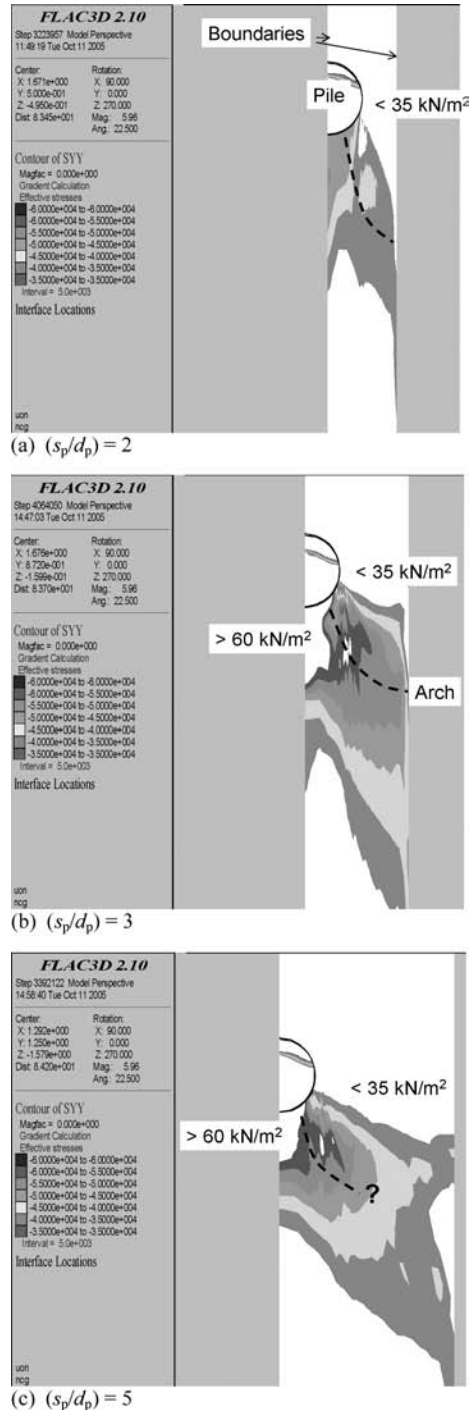 FLAC3D 2.10
Step 3223957 Model Perspective
11:49:19 Tue Oct 11 2005
Center: Rotation:
X: 1.671e+000 X: 90.000
Y: 5.000e-001 Y: 0.000
Z: -4.950e-001 Z: 270.000
Dist: 8.345e+001 Mag.: 5.96
Ang.: 22.500
Contour of SYY
Magfac = 0.000e+000
Gradient Calculation
Effective stresses
-6.0000e+004 to -6.0000e+004
-6.0000e+004 to -5.5000e+004
-5.5000e+004 to -5.0000e+004
-5.0000e+004 to -4.5000e+004
-4.5000e+004 to -4.0000e+004
-4.0000e+004 to -3.5000e+004
-3.5000e+004 to -3.5000e+004
Interval = 5.0e+003
Interface Locations
uon
ncg
Boundaries
Pile
< 35 kN/m²
(a) (sp/dp) = 2
FLAC3D 2.10
Step 4064050 Model Perspective
14:47:03 Tue Oct 11 2005
Center: Rotation:
X: 1.676e+000 X: 90.000
Y: 8.720e-001 Y: 0.000
Z: -1.599e-001 Z: 270.000
Dist: 8.370e+001 Mag.: 5.96
Ang.: 22.500
Contour of SYY
Magfac = 0.000e+000
Gradient Calculation
Effective stresses
-6.0000e+004 to -6.0000e+004
-6.0000e+004 to -5.5000e+004
-5.5000e+004 to -5.0000e+004
-5.0000e+004 to -4.5000e+004
-4.5000e+004 to -4.0000e+004
-4.0000e+004 to -3.5000e+004
-3.5000e+004 to -3.5000e+004
Interval = 5.0e+003
Interface Locations
uon
ncg
< 35 kN/m²
> 60 kN/m²
Arch
(b) (sp/dp) = 3
FLAC3D 2.10
Step 3392122 Model Perspective
14:58:40 Tue Oct 11 2005
Center: Rotation:
X: 1.292e+000 X: 90.000
Y: 1.250e+000 Y: 0.000
Z: -1.579e+000 Z: 270.000
Dist: 8.420e+001 Mag.: 5.96
Ang.: 22.500
Contour of SYY
Magfac = 0.000e+000
Gradient Calculation
Effective stresses
-6.0000e+004 to -6.0000e+004
-6.0000e+004 to -5.5000e+004
-5.5000e+004 to -5.0000e+004
-5.0000e+004 to -4.5000e+004
-4.5000e+004 to -4.0000e+004
-4.0000e+004 to -3.5000e+004
-3.5000e+004 to -3.5000e+004
Interval = 5.0e+003
Interface Locations
uon
ncg
< 35 kN/m²
> 60 kN/m²
?
(c) (sp/dp) = 5